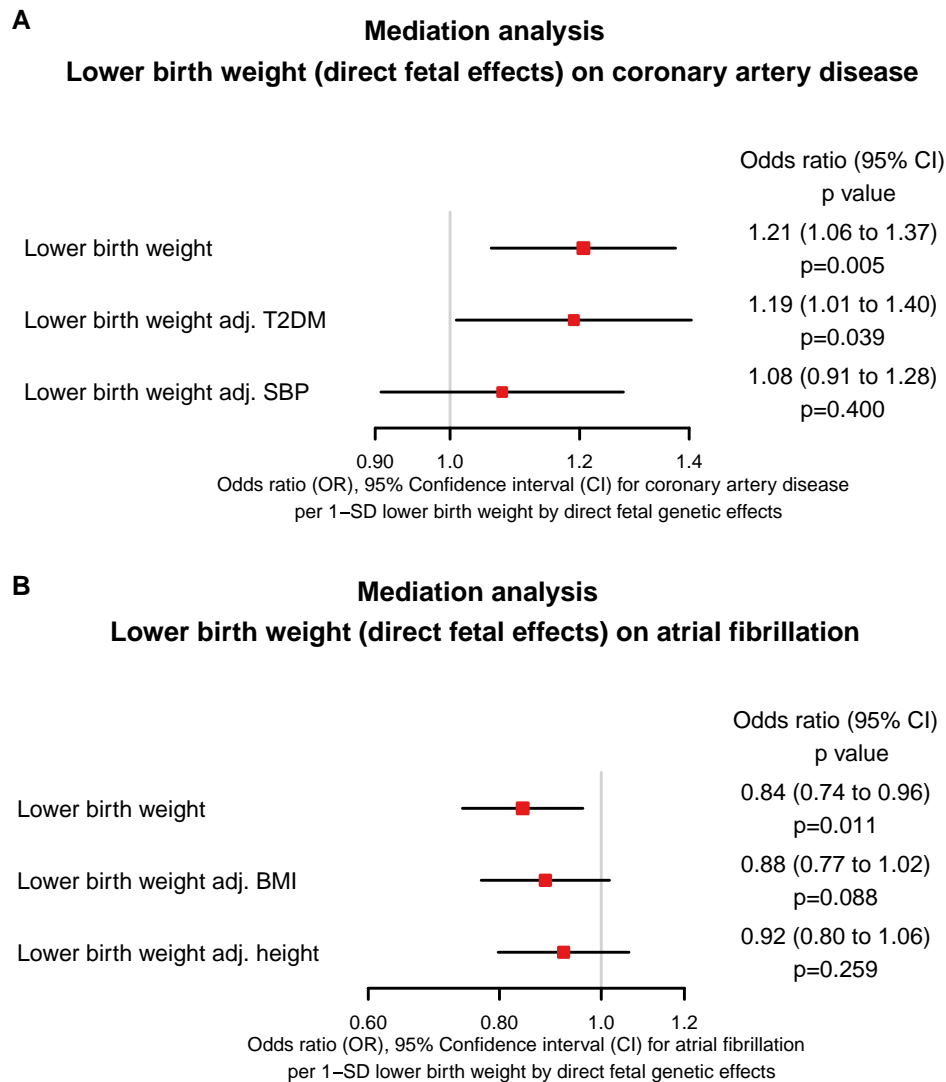 A
Mediation analysis
Lower birth weight (direct fetal effects) on coronary artery disease
Odds ratio (95% CI)
p value
Lower birth weight
1.21 (1.06 to 1.37)
p=0.005
Lower birth weight adj. T2DM
1.19 (1.01 to 1.40)
p=0.039
Lower birth weight adj. SBP
1.08 (0.91 to 1.28)
p=0.400
0.90 1.0 1.2 1.4
Odds ratio (OR), 95% Confidence interval (CI) for coronary artery disease
per 1−SD lower birth weight by direct fetal genetic effects
B
Mediation analysis
Lower birth weight (direct fetal effects) on atrial fibrillation
Odds ratio (95% CI)
p value
Lower birth weight
0.84 (0.74 to 0.96)
p=0.011
Lower birth weight adj. BMI
0.88 (0.77 to 1.02)
p=0.088
Lower birth weight adj. height
0.92 (0.80 to 1.06)
p=0.259
0.60 0.80 1.0 1.2
Odds ratio (OR), 95% Confidence interval (CI) for atrial fibrillation
per 1−SD lower birth weight by direct fetal genetic effects